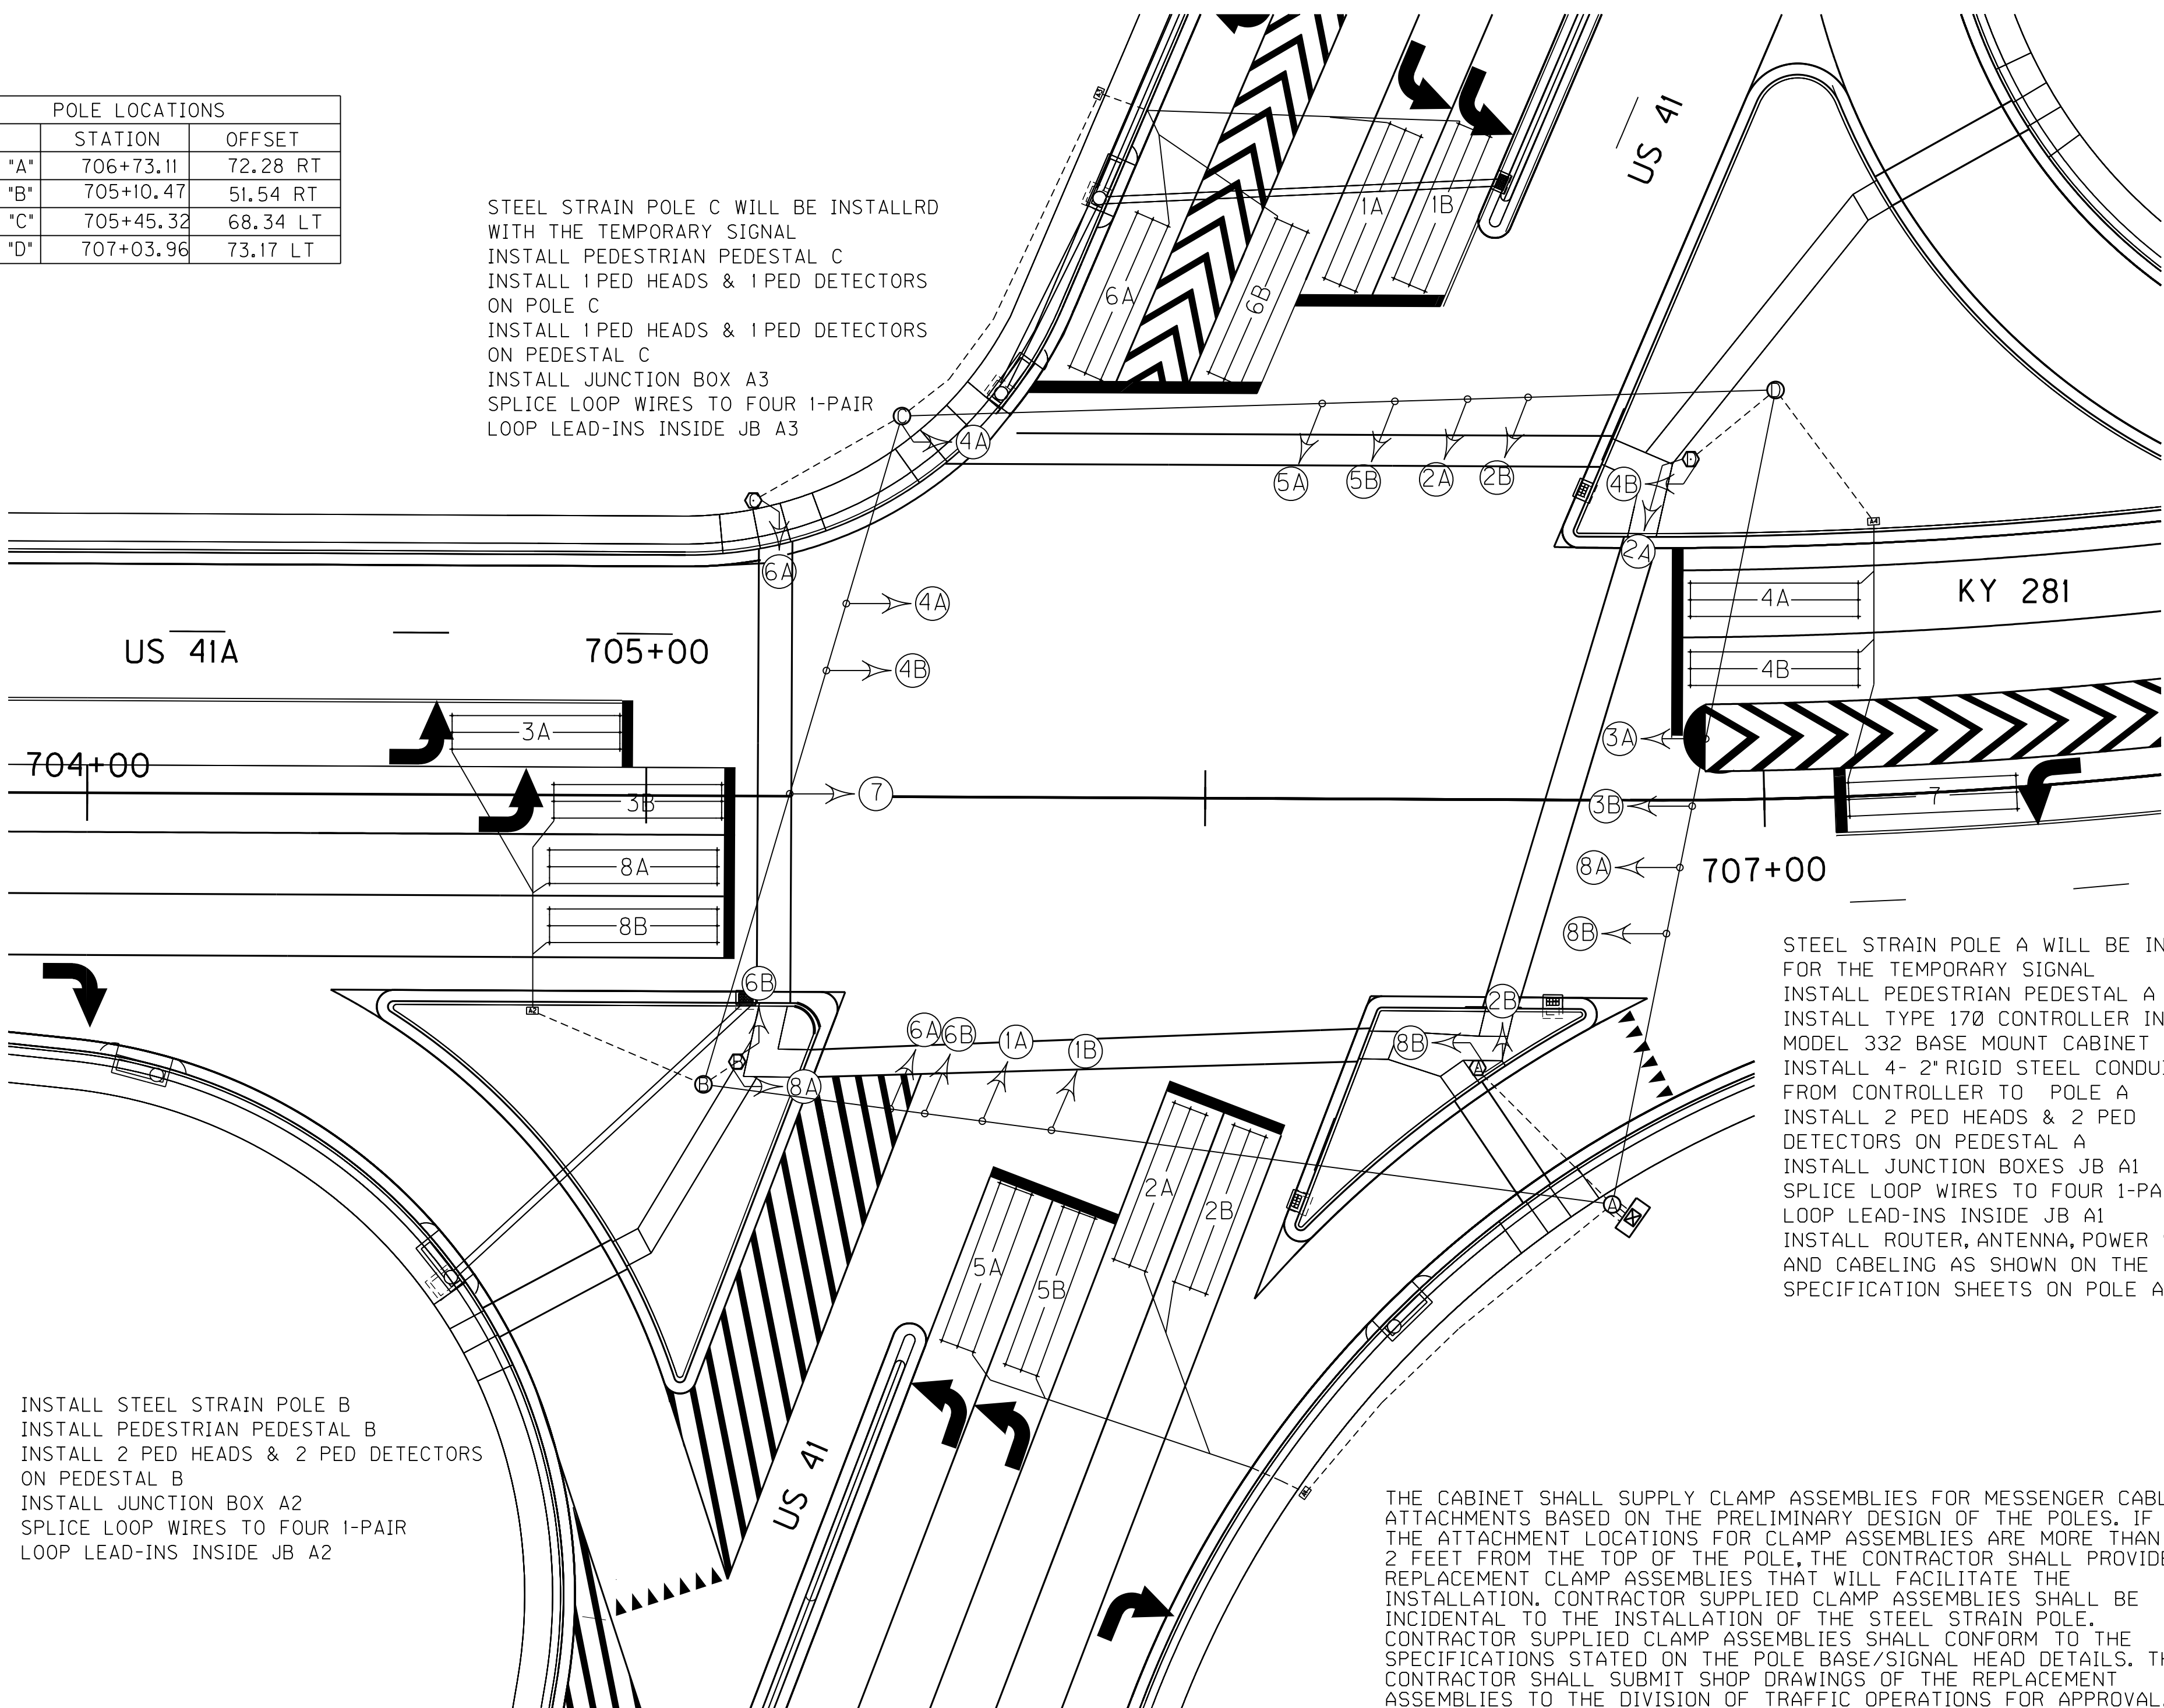 POLE LOCATIONS
STATION OFFSET
"A" 706+73.11 72.28 RT
"B" 705+10.47 51.54 RT
"C" 705+45.32 68.34 LT
"D" 707+03.96 73.17 LT
STEEL STRAIN POLE C WILL BE INSTALLRD
WITH THE TEMPORARY SIGNAL
INSTALL PEDESTRIAN PEDESTAL C
INSTALL 1 PED HEADS & 1 PED DETECTORS
ON POLE C
INSTALL 1 PED HEADS & 1 PED DETECTORS
ON PEDESTAL C
INSTALL JUNCTION BOX A3
SPLICE LOOP WIRES TO FOUR 1-PAIR
LOOP LEAD-INS INSIDE JB A3
US 41
1A
1B
6A
6B
D
C
4A
5A
5B
2A
2B
4B
6A
2A
4A
4B
4A
4B
KY 281
US 41A
705+00
704+00
3A
3B
8A
8B
7
3A
3B
8A
8B
7
707+00
6B
A2
B
8A
6A
6B
1A
1B
8B
2B
A
A
2A
2B
5A
5B
US 41
STEEL STRAIN POLE A WILL BE IN
FOR THE TEMPORARY SIGNAL
INSTALL PEDESTRIAN PEDESTAL A
INSTALL TYPE 170 CONTROLLER IN
MODEL 332 BASE MOUNT CABINET
INSTALL 4- 2" RIGID STEEL CONDUI
FROM CONTROLLER TO POLE A
INSTALL 2 PED HEADS & 2 PED
DETECTORS ON PEDESTAL A
INSTALL JUNCTION BOXES JB A1
SPLICE LOOP WIRES TO FOUR 1-PA
LOOP LEAD-INS INSIDE JB A1
INSTALL ROUTER, ANTENNA, POWER
AND CABELING AS SHOWN ON THE
SPECIFICATION SHEETS ON POLE A
INSTALL STEEL STRAIN POLE B
INSTALL PEDESTRIAN PEDESTAL B
INSTALL 2 PED HEADS & 2 PED DETECTORS
ON PEDESTAL B
INSTALL JUNCTION BOX A2
SPLICE LOOP WIRES TO FOUR 1-PAIR
LOOP LEAD-INS INSIDE JB A2
THE CABINET SHALL SUPPLY CLAMP ASSEMBLIES FOR MESSENGER CABL
ATTACHMENTS BASED ON THE PRELIMINARY DESIGN OF THE POLES. IF
THE ATTACHMENT LOCATIONS FOR CLAMP ASSEMBLIES ARE MORE THAN
2 FEET FROM THE TOP OF THE POLE, THE CONTRACTOR SHALL PROVIDE
REPLACEMENT CLAMP ASSEMBLIES THAT WILL FACILITATE THE
INSTALLATION. CONTRACTOR SUPPLIED CLAMP ASSEMBLIES SHALL BE
INCIDENTAL TO THE INSTALLATION OF THE STEEL STRAIN POLE.
CONTRACTOR SUPPLIED CLAMP ASSEMBLIES SHALL CONFORM TO THE
SPECIFICATIONS STATED ON THE POLE BASE/SIGNAL HEAD DETAILS. TH
CONTRACTOR SHALL SUBMIT SHOP DRAWINGS OF THE REPLACEMENT
ASSEMBLIES TO THE DIVISION OF TRAFFIC OPERATIONS FOR APPROVAL.